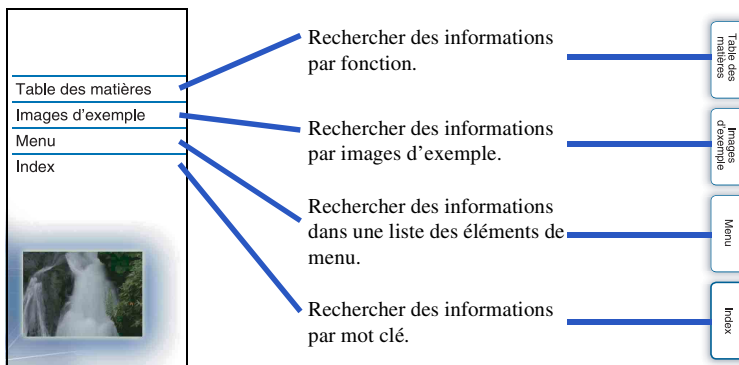 Table des matières
Images d'exemple
Menu
Index
Rechercher des informations
par fonction.
Rechercher des informations
par images d'exemple.
Rechercher des informations
dans une liste des éléments de
menu.
Rechercher des informations
par mot clé.
Table des
matières
Images
d'exemple
Menu
Index